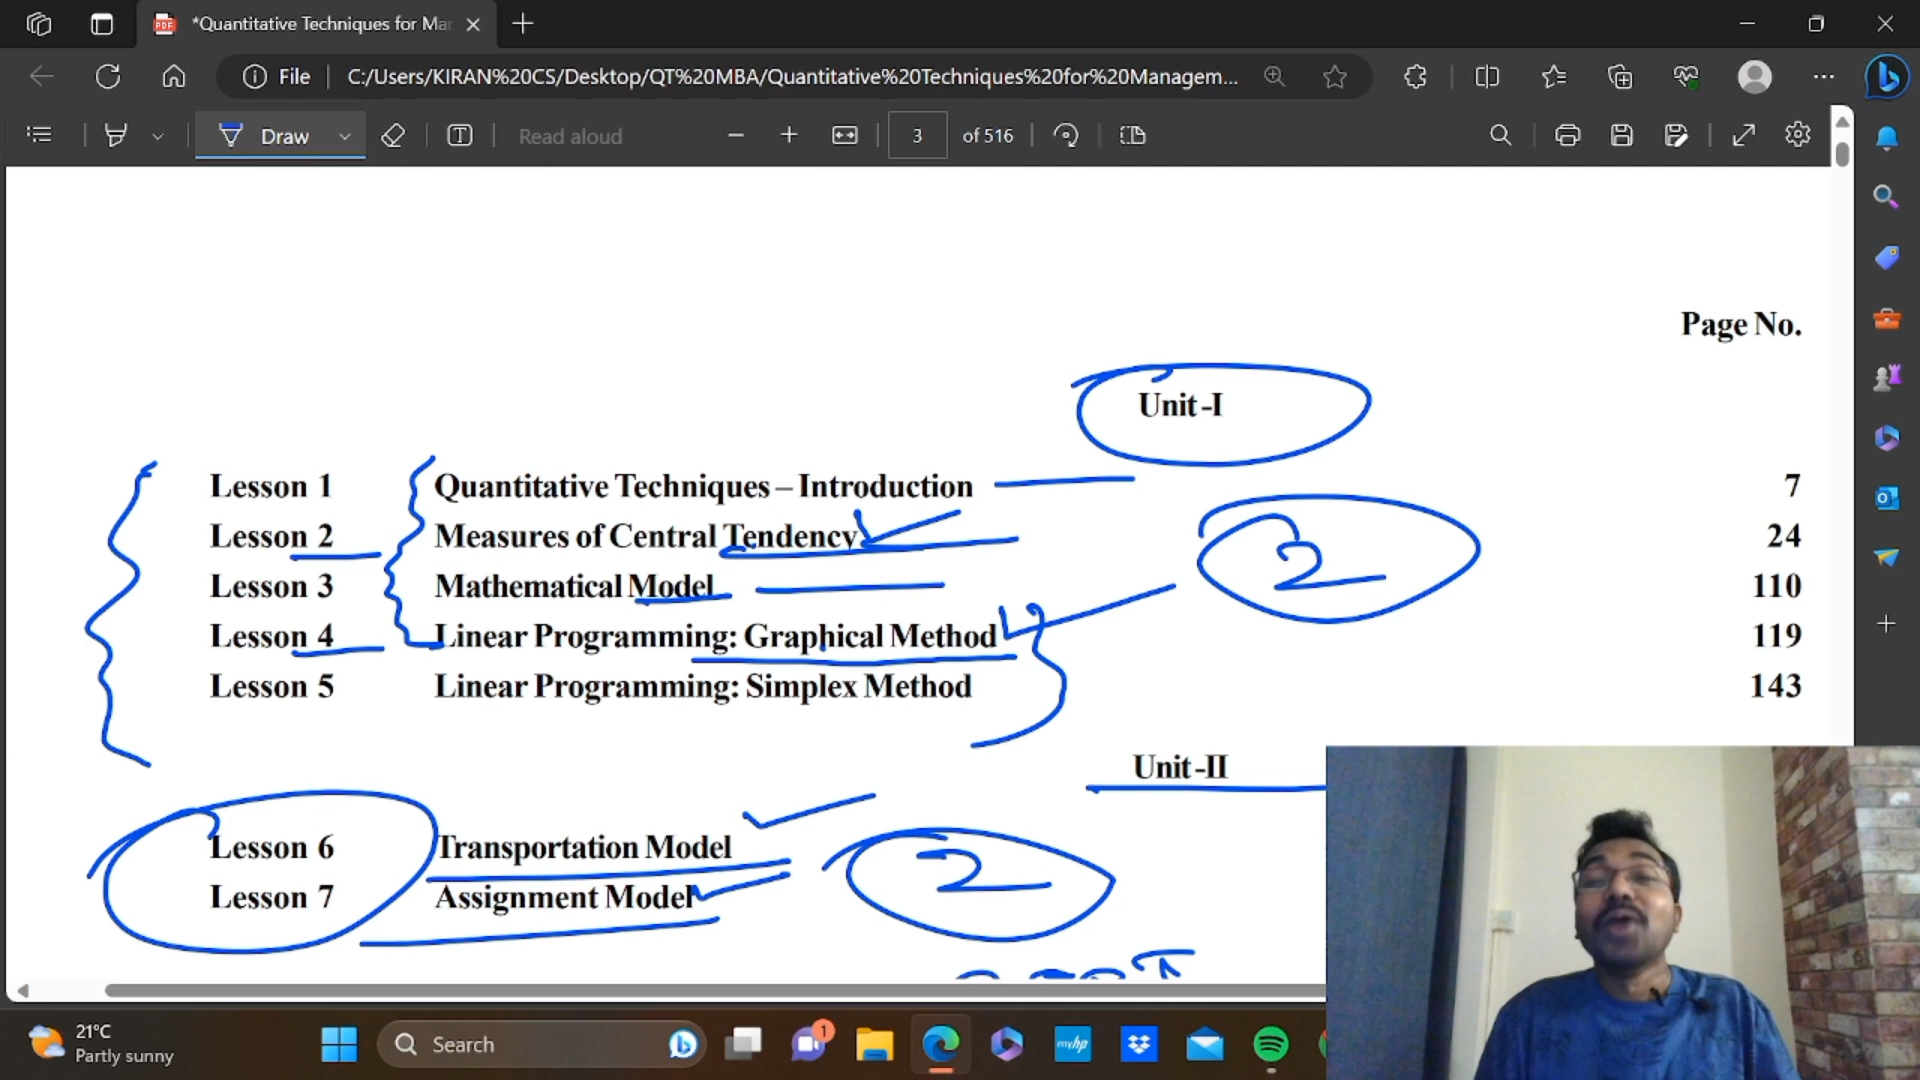 *Quantitative Techniques for Ma
File C:/Users/KIRAN%20CS/Desktop/QT%20MBA/Quantitative%20Techniques%20for%20Managem...
Draw Read aloud 3 of 516
Page No.
Unit-I
Lesson 1 Quantitative Techniques – Introduction 7
Lesson 2 Measures of Central Tendency 24
2
Lesson 3 Mathematical Model 110
Lesson 4 Linear Programming: Graphical Method 119
Lesson 5 Linear Programming: Simplex Method 143
Unit-II
Lesson 6 Transportation Model
2
Lesson 7 Assignment Model
21°C
Partly sunny
Search
1
myhp